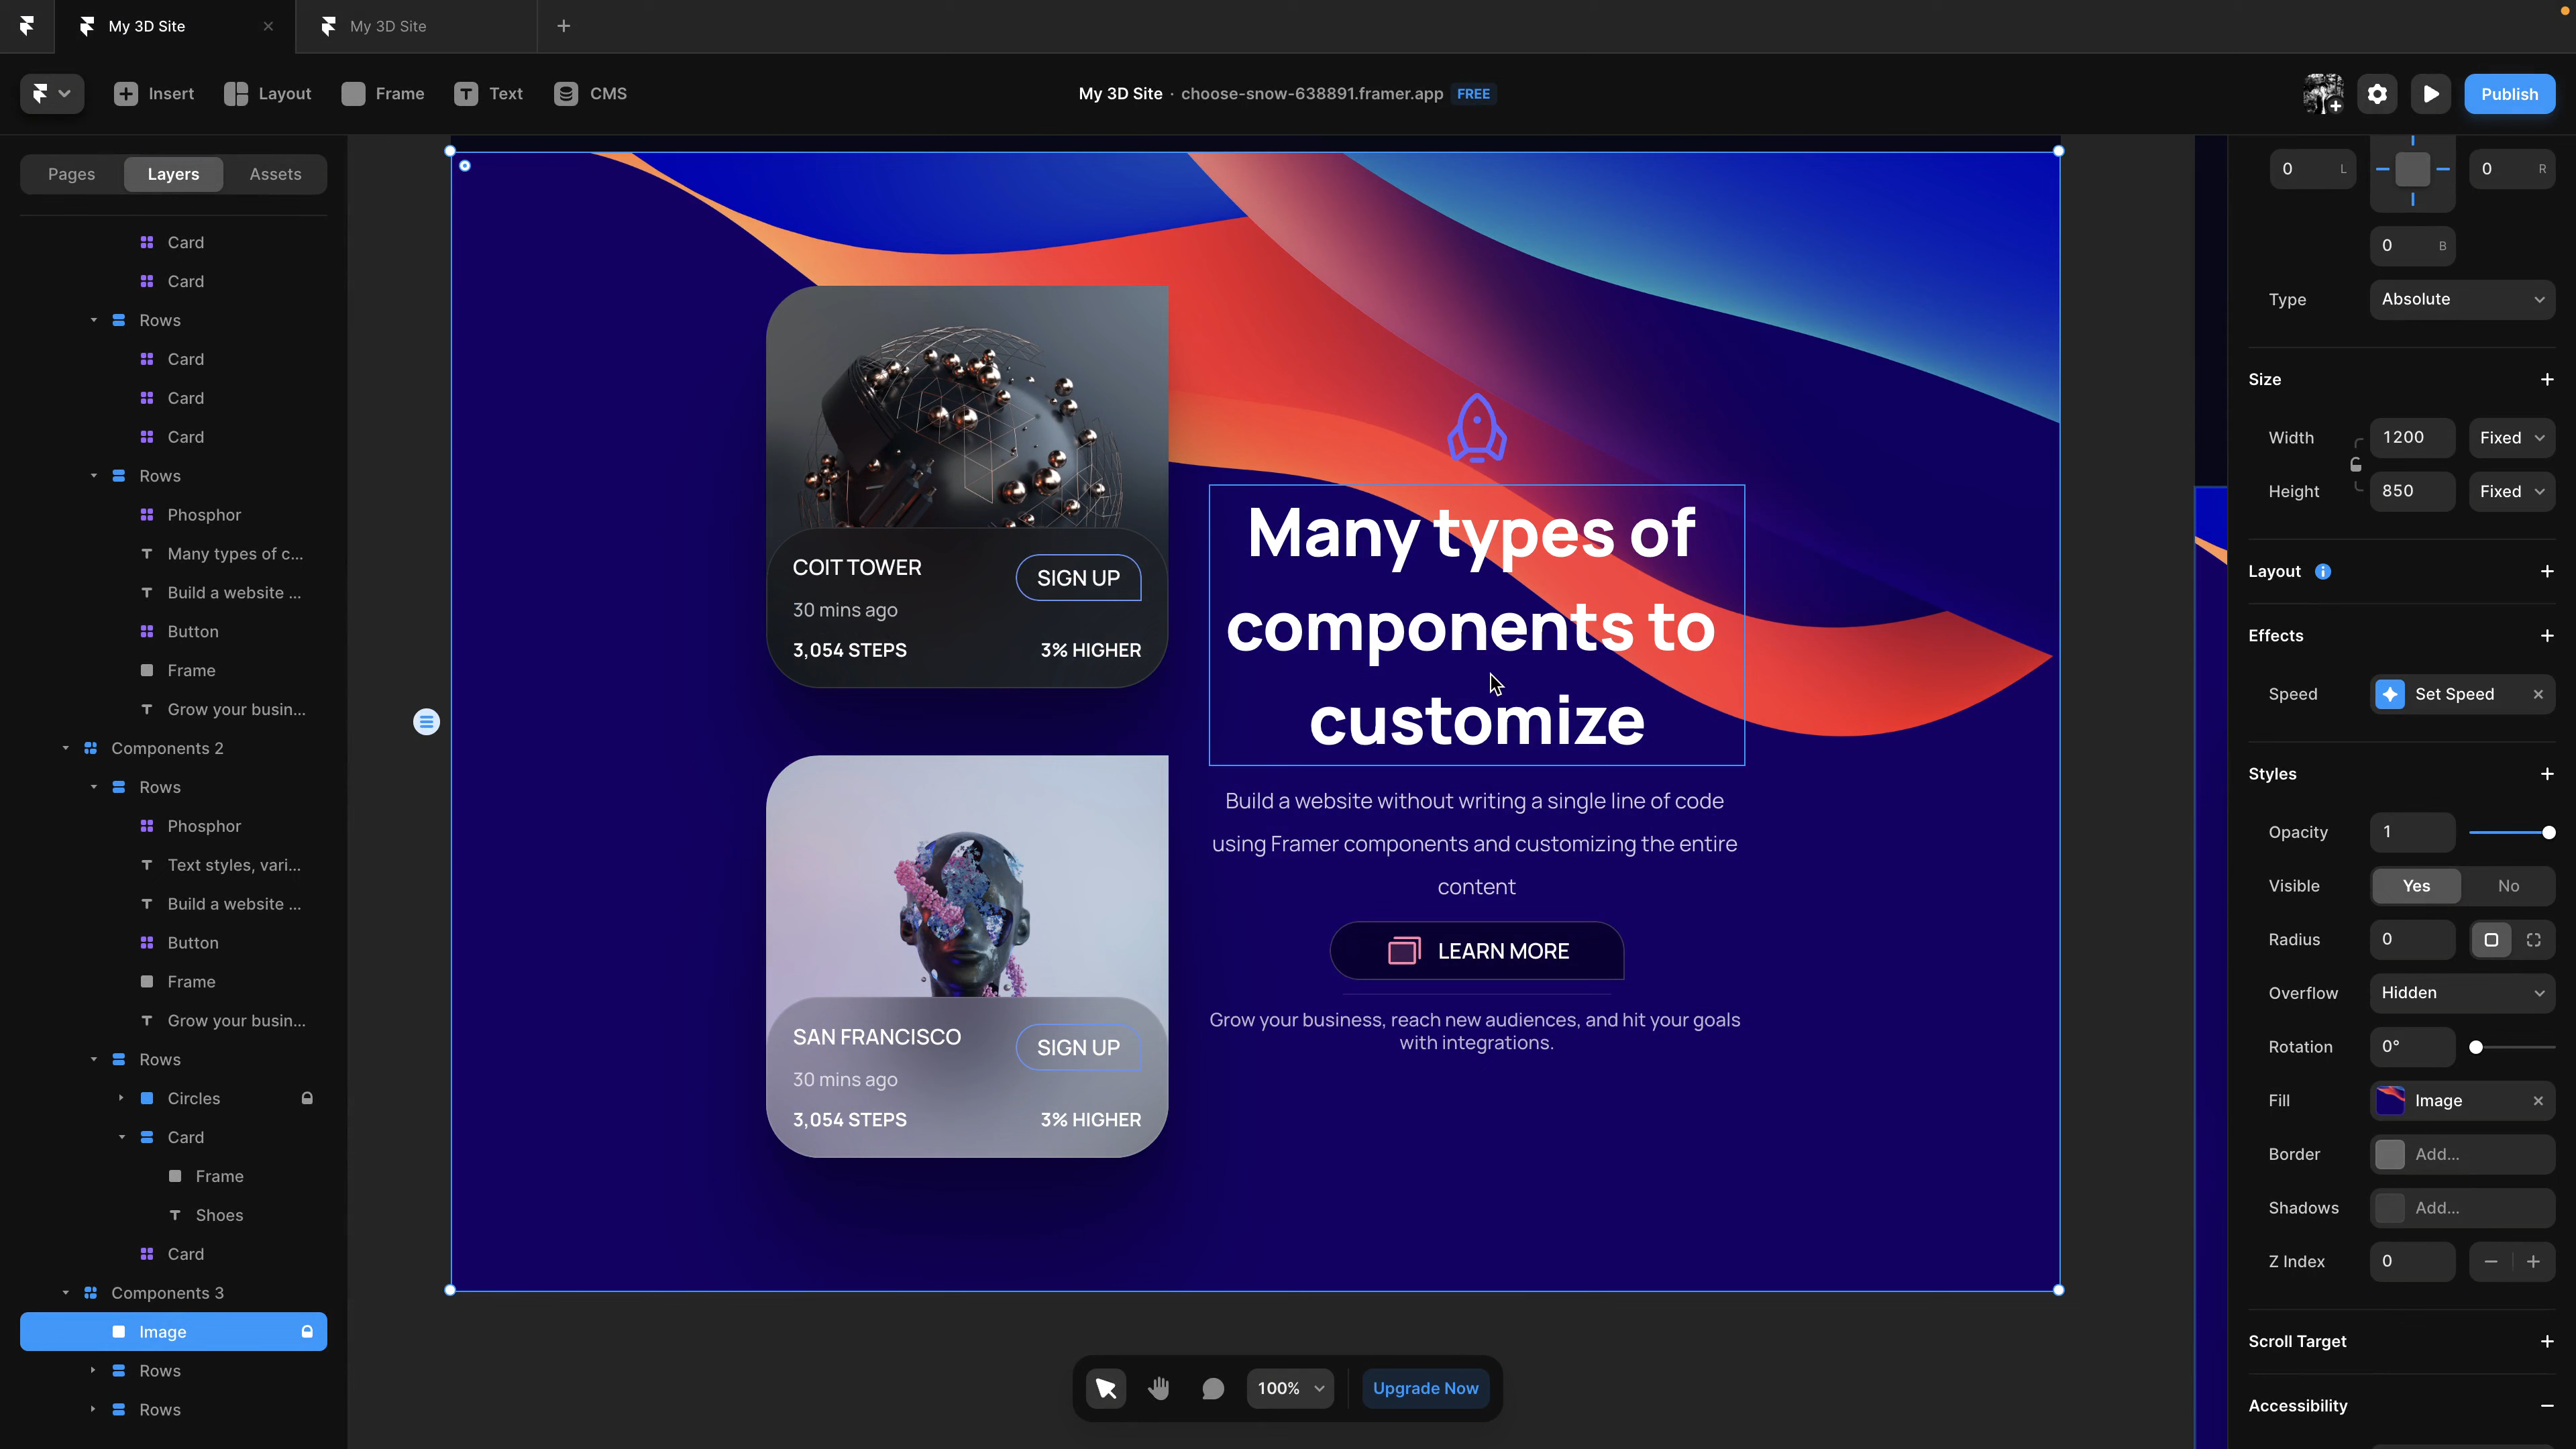 My 3D Site
My 3D Site
Insert
Layout
Frame
Text
CMS
My 3D Site · choose-snow-638891.framer.app FREE
Publish
Pages
Layers
Assets
Card
Card
Rows
Card
Card
Card
Rows
Phosphor
Many types of c...
Build a website ...
Button
Frame
Grow your busin...
Components 2
Rows
Phosphor
Text styles, vari...
Build a website ...
Button
Frame
Grow your busin...
Rows
Circles
Card
Frame
Shoes
Card
Components 3
Image
Rows
Rows
COIT TOWER
SIGN UP
30 mins ago
3,054 STEPS
3% HIGHER
SAN FRANCISCO
SIGN UP
30 mins ago
3,054 STEPS
3% HIGHER
Many types of
components to
customize
Build a website without writing a single line of code
using Framer components and customizing the entire
content
LEARN MORE
Grow your business, reach new audiences, and hit your goals
with integrations.
100%
Upgrade Now
0 L
0 R
0 B
Type Absolute
Size
Width 1200 Fixed
Height 850 Fixed
Layout
Effects
Speed Set Speed
Styles
Opacity 1
Visible Yes No
Radius 0
Overflow Hidden
Rotation 0°
Fill Image
Border Add...
Shadows Add...
Z Index 0
Scroll Target
Accessibility